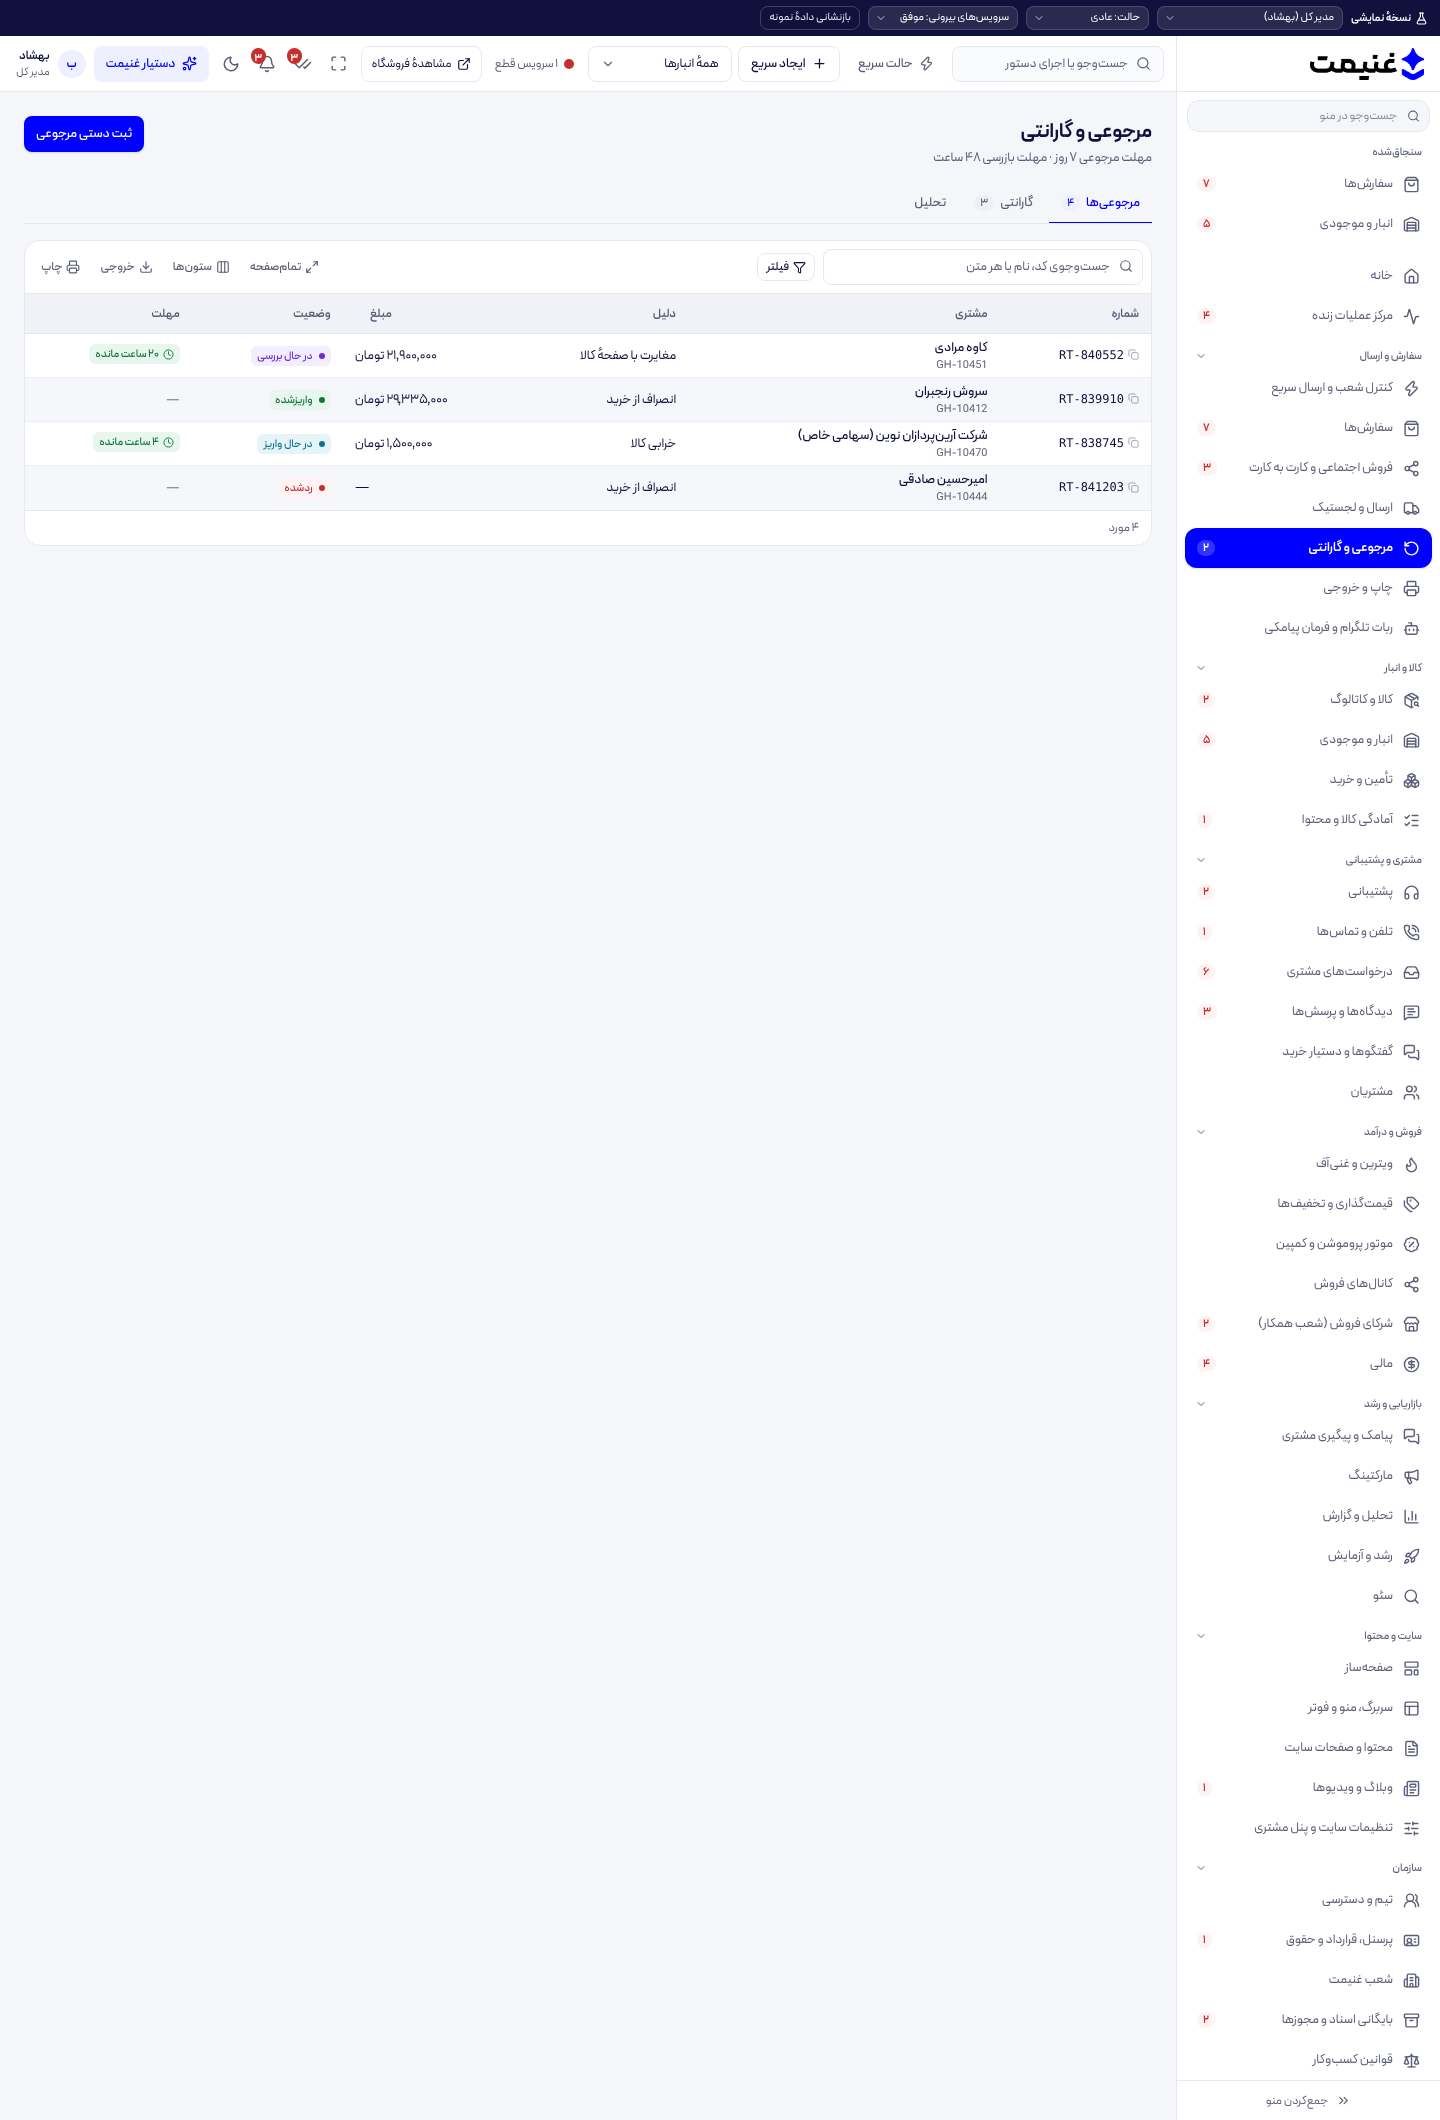 نسخهٔ نمایشی
مدیر کل (بهشاد)
حالت: عادی
سرویس‌های بیرونی: موفق
بازنشانی دادهٔ نمونه
غنیمت
جست‌وجو یا اجرای دستور
حالت سریع
ایجاد سریع
همهٔ انبارها
۱ سرویس قطع
مشاهدهٔ فروشگاه
۳
۳
دستیار غنیمت
ب
بهشاد
مدیر کل
جست‌وجو در منو
سنجاق‌شده
سفارش‌ها ۷
انبار و موجودی ۵
خانه
مرکز عملیات زنده ۴
سفارش و ارسال
کنترل شعب و ارسال سریع
سفارش‌ها ۷
فروش اجتماعی و کارت به کارت ۳
ارسال و لجستیک
مرجوعی و گارانتی ۲
چاپ و خروجی
ربات تلگرام و فرمان پیامکی
کالا و انبار
کالا و کاتالوگ ۲
انبار و موجودی ۵
تأمین و خرید
آمادگی کالا و محتوا ۱
مشتری و پشتیبانی
پشتیبانی ۲
تلفن و تماس‌ها ۱
درخواست‌های مشتری ۶
دیدگاه‌ها و پرسش‌ها ۳
گفتگوها و دستیار خرید
مشتریان
فروش و درآمد
ویترین و غنی‌آف
قیمت‌گذاری و تخفیف‌ها
موتور پروموشن و کمپین
کانال‌های فروش
شرکای فروش (شعب همکار) ۲
مالی ۴
بازاریابی و رشد
پیامک و پیگیری مشتری
مارکتینگ
تحلیل و گزارش
رشد و آزمایش
سئو
سایت و محتوا
صفحه‌ساز
سربرگ، منو و فوتر
محتوا و صفحات سایت
وبلاگ و ویدیوها ۱
تنظیمات سایت و پنل مشتری
سازمان
تیم و دسترسی
پرسنل، قرارداد و حقوق ۱
شعب غنیمت
بایگانی اسناد و مجوزها ۲
قوانین کسب‌وکار
جمع‌کردن منو
مرجوعی و گارانتی
مهلت مرجوعی ۷ روز · مهلت بازرسی ۴۸ ساعت
ثبت دستی مرجوعی
مرجوعی‌ها ۴
گارانتی ۳
تحلیل
جست‌وجوی کد، نام یا هر متن
فیلتر
تمام‌صفحه
ستون‌ها
خروجی
چاپ
شماره مشتری دلیل مبلغ وضعیت مهلت
RT-840552 کاوه مرادی مغایرت با صفحهٔ کالا ۲۱,۹۰۰,۰۰۰ تومان در حال بررسی ۲۰ ساعت مانده
GH-10451
RT-839910 سروش رنجبران انصراف از خرید ۲۹,۳۳۵,۰۰۰ تومان واریزشده —
GH-10412
RT-838745 شرکت آرین‌پردازان نوین (سهامی خاص) خرابی کالا ۱,۵۰۰,۰۰۰ تومان در حال واریز ۴ ساعت مانده
GH-10470
RT-841203 امیرحسین صادقی انصراف از خرید — ردشده —
GH-10444
۴ مورد